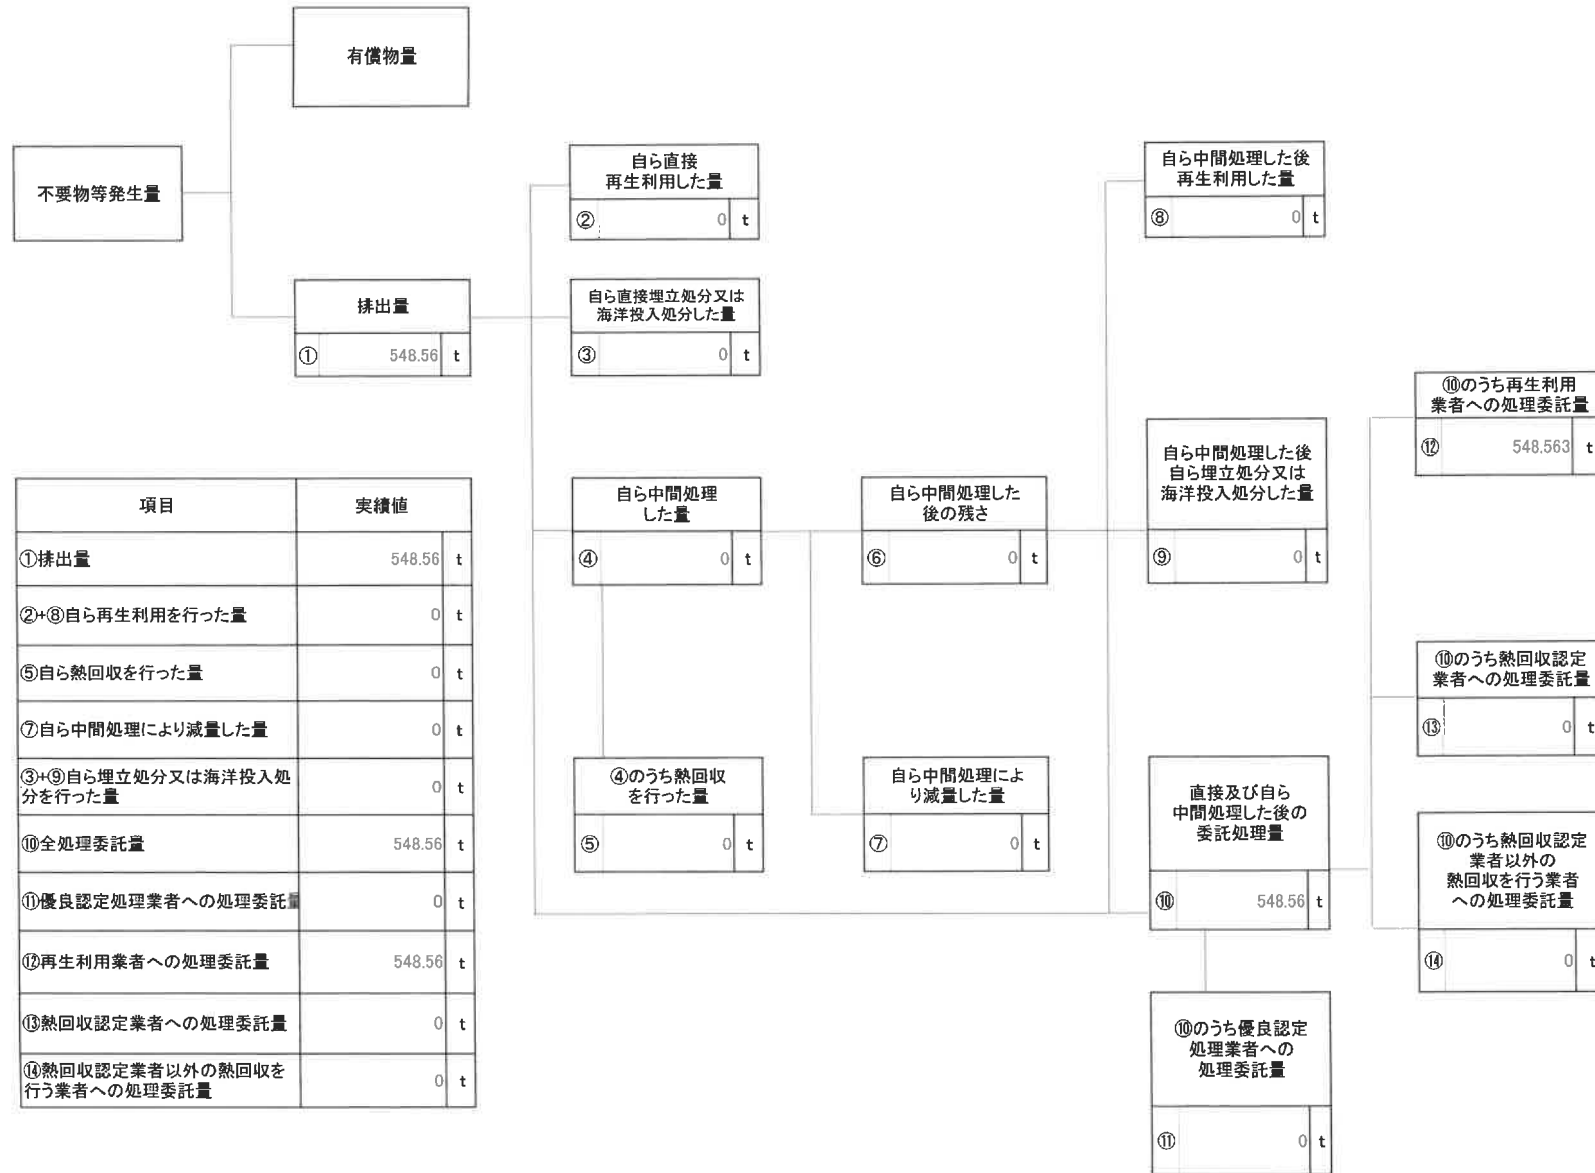 有償物量
不要物等発生量
排出量
① 548.56 t
自ら直接
再生利用した量
② 0 t
自ら直接埋立処分又は
海洋投入処分した量
③ 0 t
自ら中間処理
した量
④ 0 t
④のうち熱回収
を行った量
⑤ 0 t
自ら中間処理した
後の残さ
⑥ 0 t
自ら中間処理によ
り減量した量
⑦ 0 t
自ら中間処理した後
再生利用した量
⑧ 0 t
自ら中間処理した後
自ら埋立処分又は
海洋投入処分した量
⑨ 0 t
直接及び自ら
中間処理した後の
委託処理量
⑩ 548.56 t
⑩のうち優良認定
処理業者への
処理委託量
⑪ 0 t
⑩のうち再生利用
業者への処理委託量
⑫ 548.563 t
⑩のうち熱回収認定
業者への処理委託量
⑬ 0 t
⑩のうち熱回収認定
業者以外の
熱回収を行う業者
への処理委託量
⑭ 0 t
項目 実績値
①排出量 548.56 t
②+⑧自ら再生利用を行った量 0 t
⑤自ら熱回収を行った量 0 t
⑦自ら中間処理により減量した量 0 t
③+⑨自ら埋立処分又は海洋投入処
分を行った量 0 t
⑩全処理委託量 548.56 t
⑪優良認定処理業者への処理委託量 0 t
⑫再生利用業者への処理委託量 548.56 t
⑬熱回収認定業者への処理委託量 0 t
⑭熱回収認定業者以外の熱回収を
行う業者への処理委託量 0 t